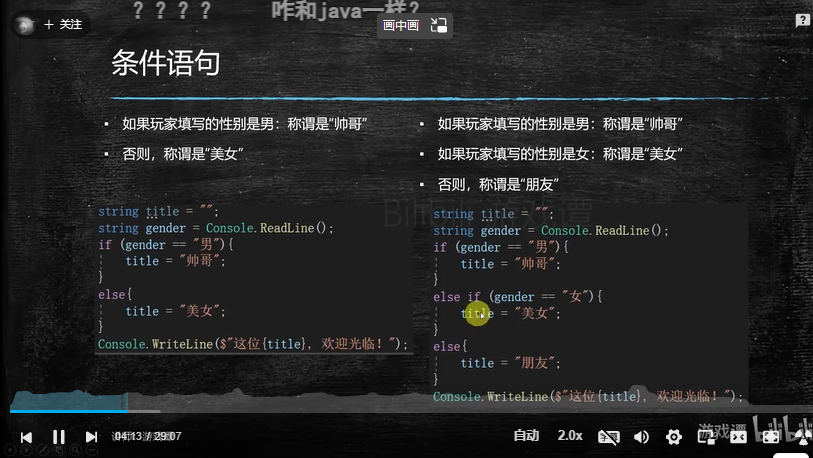 ？？？？
咋和java一样?
+ 关注
画中画
条件语句
▪ 如果玩家填写的性别是男：称谓是“帅哥”
▪ 否则，称谓是“美女”
string title = "";
string gender = Console.ReadLine();
if (gender == "男"){
title = "帅哥";
}
else{
title = "美女";
}
Console.WriteLine($"这位{title}，欢迎光临！");
▪ 如果玩家填写的性别是男：称谓是“帅哥”
▪ 如果玩家填写的性别是女：称谓是“美女”
▪ 否则，称谓是“朋友”
string title = "";
string gender = Console.ReadLine();
if (gender == "男"){
title = "帅哥";
}
else if (gender == "女"){
title = "美女";
}
else{
title = "朋友";
}
Console.WriteLine($"这位{title}，欢迎光临！");
04:13 / 29:07
自动
2.0x
游戏谭